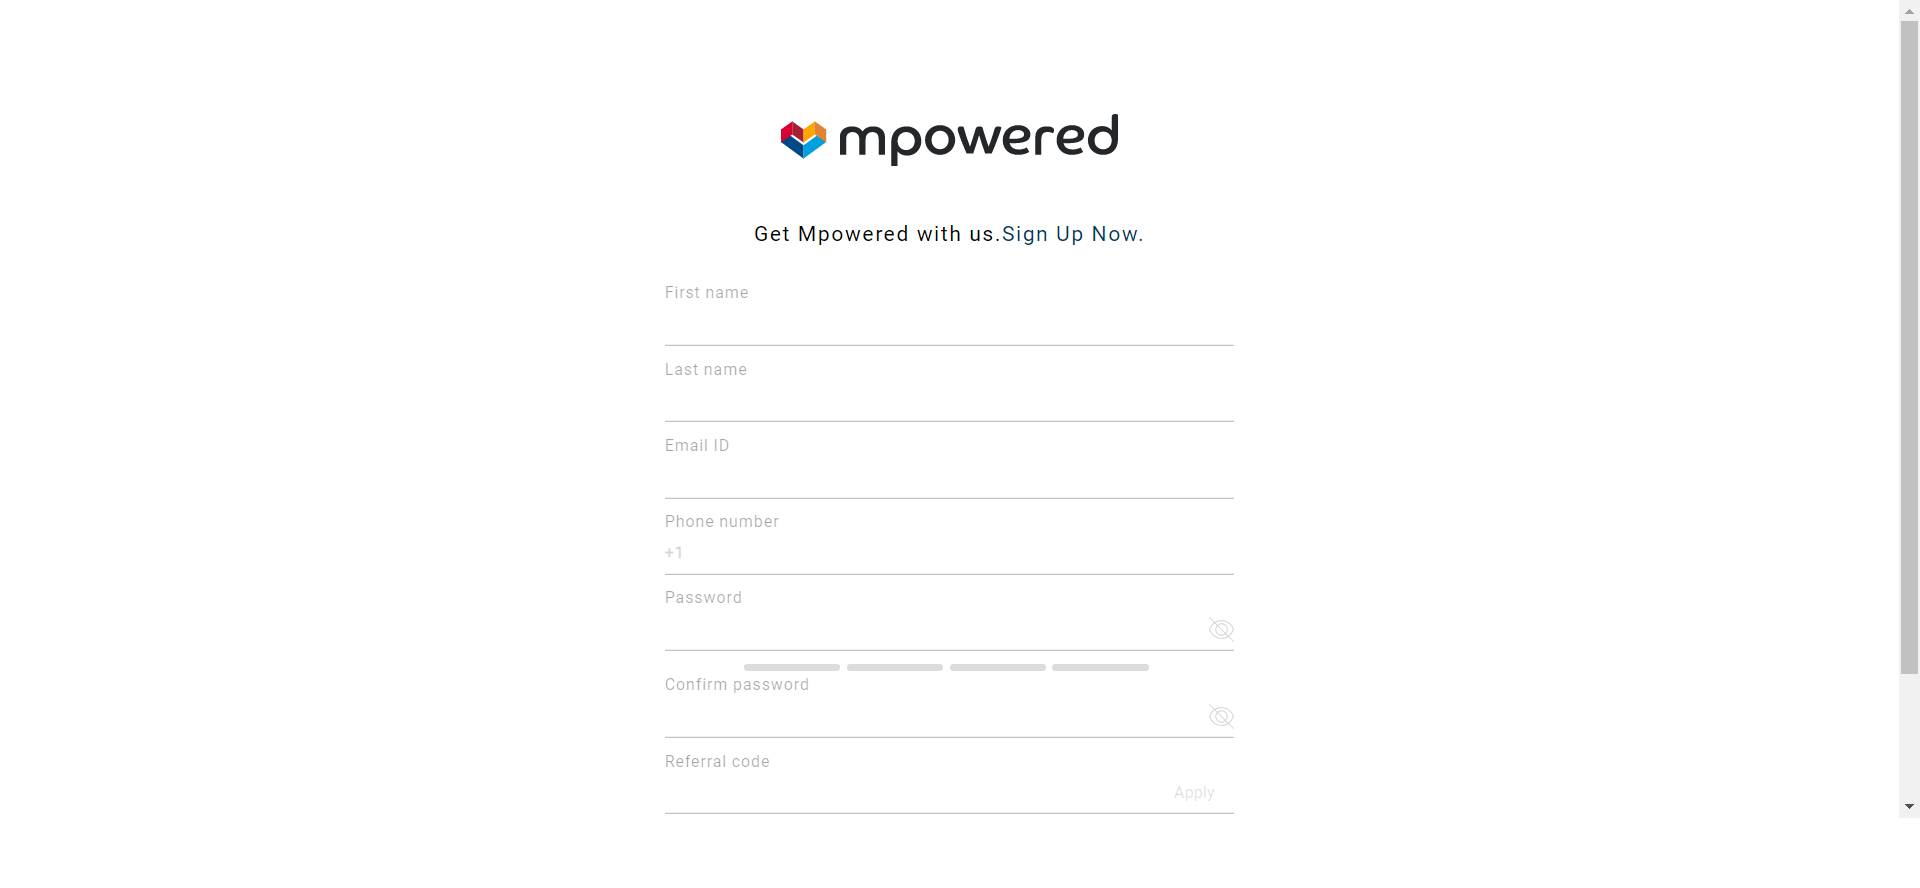 mpowered
Get Mpowered with us.Sign Up Now.
First name
Last name
Email ID
Phone number
+1
Password
Confirm password
Referral code
Apply